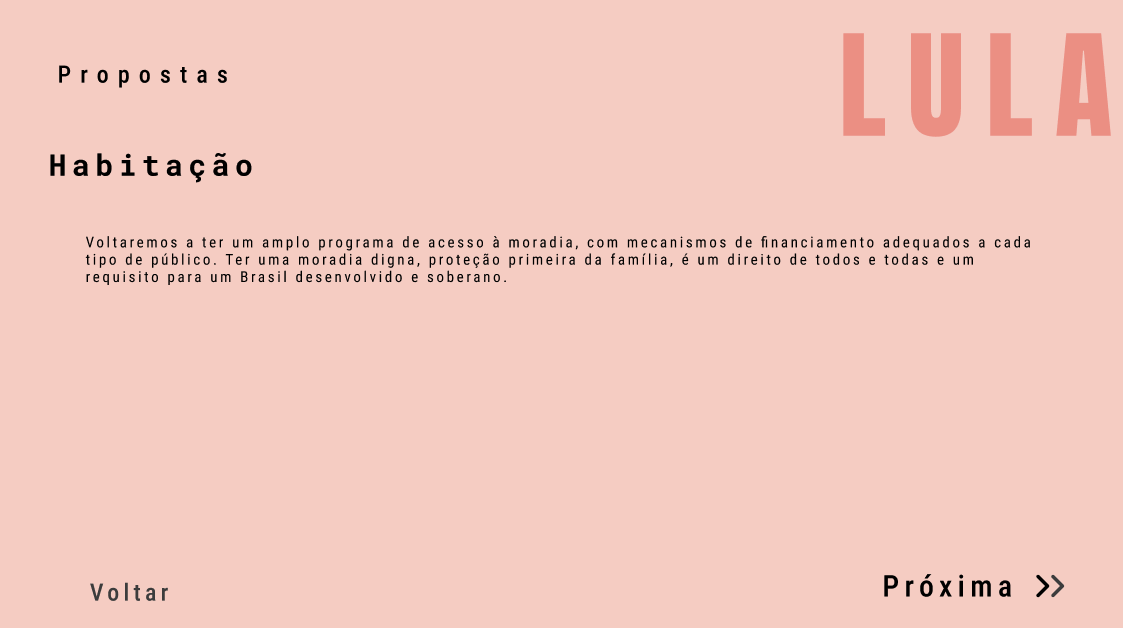 LULA
Propostas
Habitação
Voltaremos a ter um amplo programa de acesso à moradia, com mecanismos de financiamento adequados a cada
tipo de público. Ter uma moradia digna, proteção primeira da família, é um direito de todos e todas e um
requisito para um Brasil desenvolvido e soberano.
Voltar
Próxima